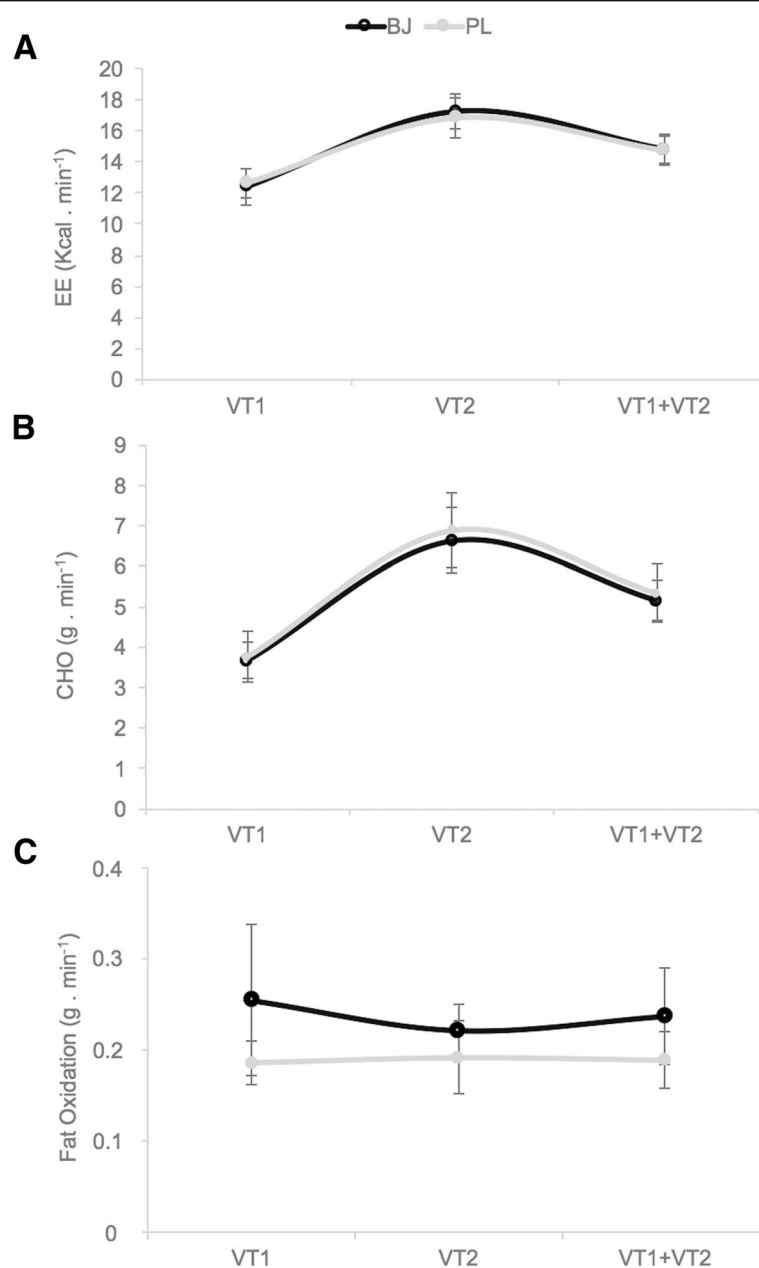 BJ PL
A
20
18
16
14
12
10
8
6
4
2
0
EE (Kcal . min⁻¹)
VT1 VT2 VT1+VT2
B
9
8
7
6
5
4
3
2
1
0
CHO (g . min⁻¹)
VT1 VT2 VT1+VT2
C
0.4
0.3
0.2
0.1
0
Fat Oxidation (g . min⁻¹)
VT1 VT2 VT1+VT2